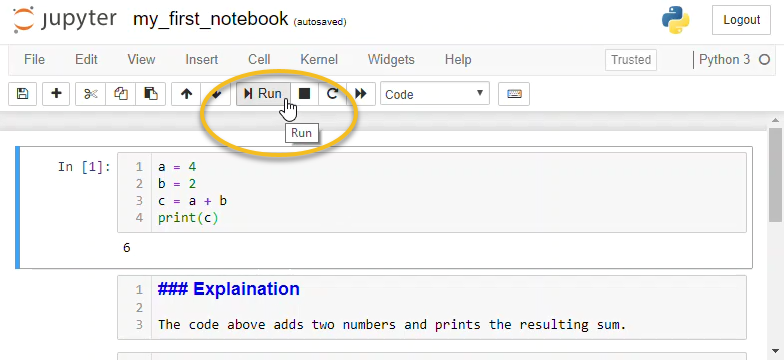 jupyter my_first_notebook (autosaved) Logout
File Edit View Insert Cell Kernel Widgets Help Trusted Python 3
Run Code
Run
In [1]: 1 a = 4
2 b = 2
3 c = a + b
4 print(c)
6
1 ### Explaination
2
3 The code above adds two numbers and prints the resulting sum.